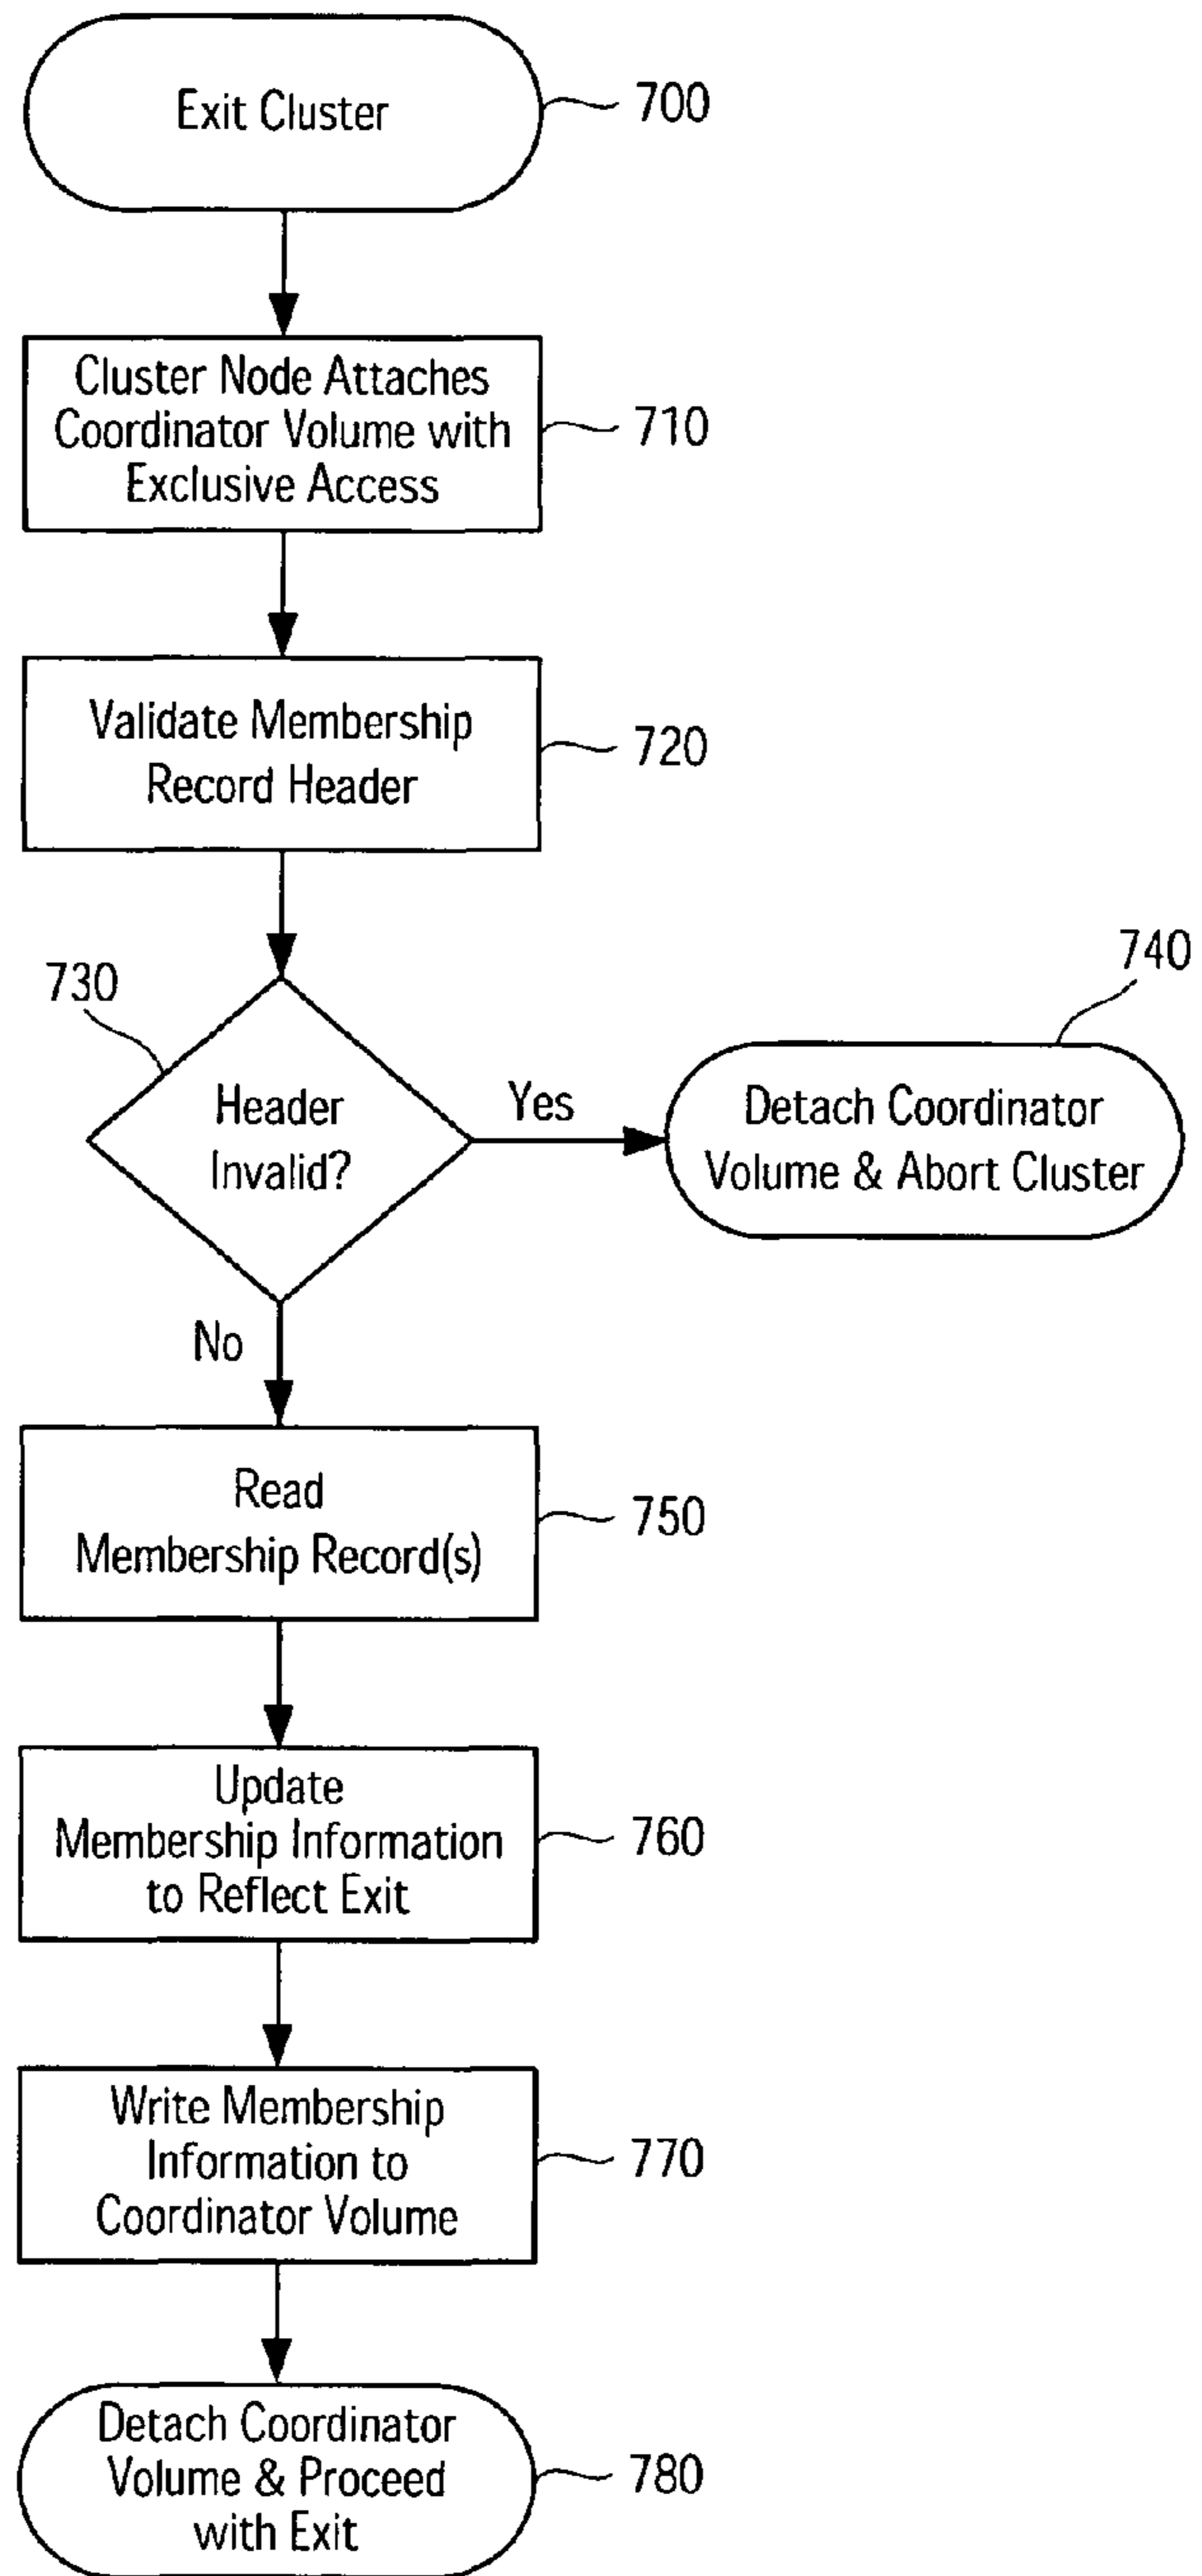 Exit Cluster
700
Cluster Node Attaches
Coordinator Volume with
Exclusive Access
710
Validate Membership
Record Header
720
730
Header
Invalid?
Yes
740
Detach Coordinator
Volume & Abort Cluster
No
Read
Membership Record(s)
750
Update
Membership Information
to Reflect Exit
760
Write Membership
Information to
Coordinator Volume
770
Detach Coordinator
Volume & Proceed
with Exit
780